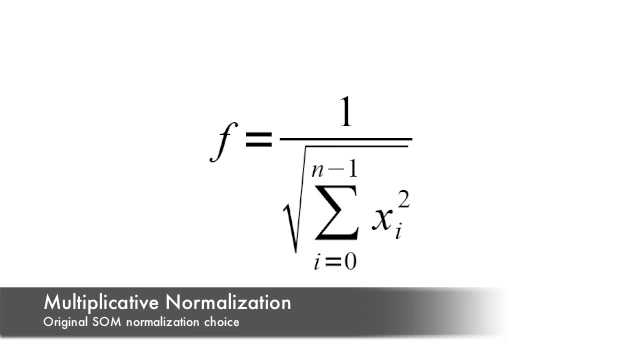 f = 1 / √(∑_{i=0}^{n−1} x_i^2)
Multiplicative Normalization
Original SOM normalization choice